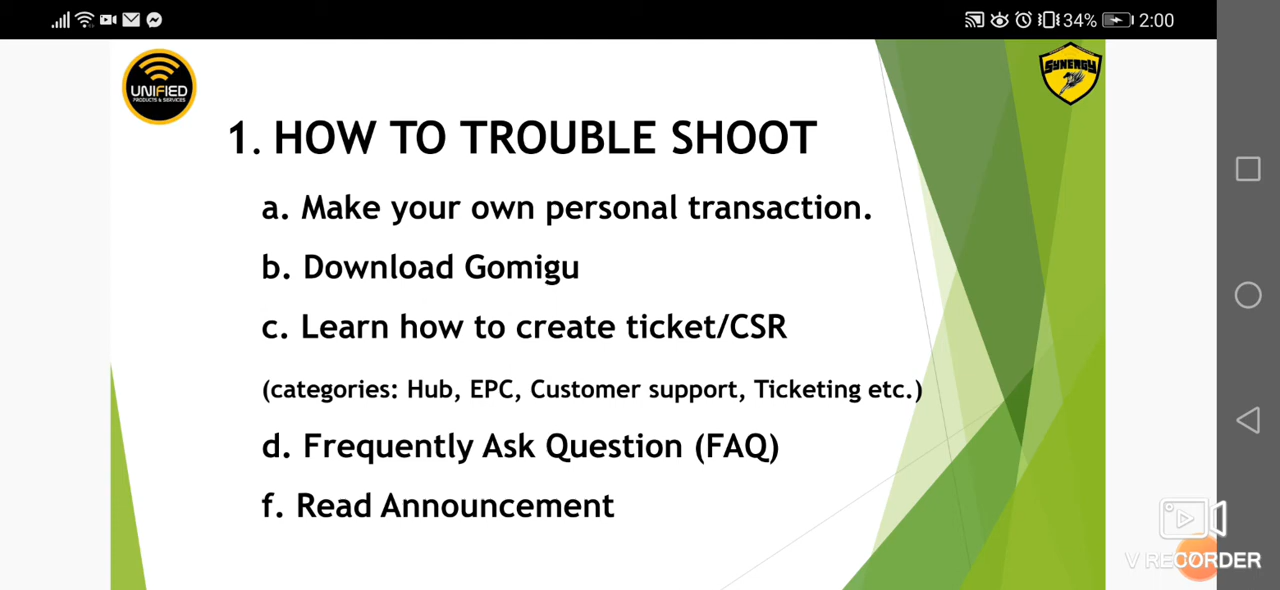 34% 2:00
UNIFIED
PRODUCTS & SERVICES
SYNERGY
1. HOW TO TROUBLE SHOOT
a. Make your own personal transaction.
b. Download Gomigu
c. Learn how to create ticket/CSR
(categories: Hub, EPC, Customer support, Ticketing etc.)
d. Frequently Ask Question (FAQ)
f. Read Announcement
V RECORDER